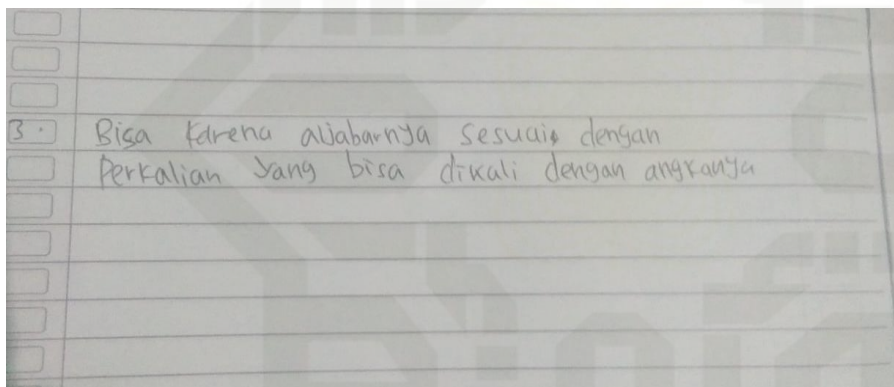 3. Bisa karena aljabarnya sesuai dengan
Perkalian yang bisa dikali dengan angkanya